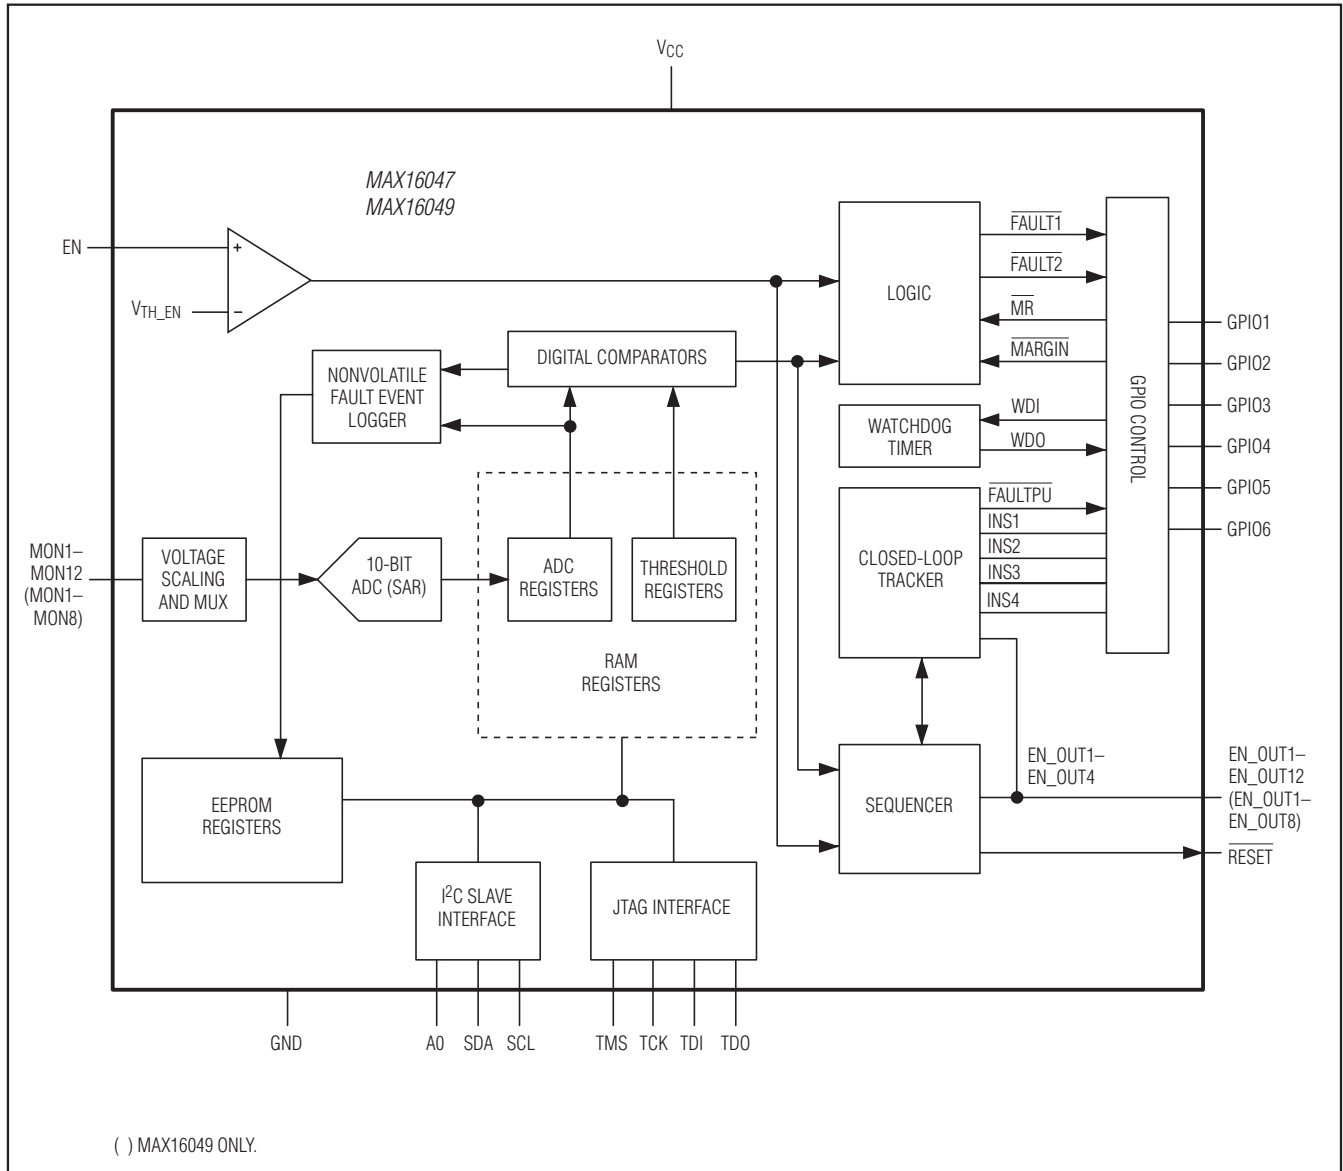 VCC
MAX16047
MAX16049
EN
+
VTH_EN
−
LOGIC
FAULT1
FAULT2
MR
MARGIN
GPIO CONTROL
GPIO1
GPIO2
GPIO3
GPIO4
GPIO5
GPIO6
DIGITAL COMPARATORS
NONVOLATILE
FAULT EVENT
LOGGER
WATCHDOG
TIMER
WDI
WDO
CLOSED-LOOP
TRACKER
FAULTPU
INS1
INS2
INS3
INS4
MON1–
MON12
(MON1–
MON8)
VOLTAGE
SCALING
AND MUX
10-BIT
ADC (SAR)
ADC
REGISTERS
THRESHOLD
REGISTERS
RAM
REGISTERS
EEPROM
REGISTERS
SEQUENCER
EN_OUT1–
EN_OUT4
EN_OUT1–
EN_OUT12
(EN_OUT1–
EN_OUT8)
RESET
I2C SLAVE
INTERFACE
JTAG INTERFACE
GND
A0
SDA
SCL
TMS
TCK
TDI
TDO
( ) MAX16049 ONLY.